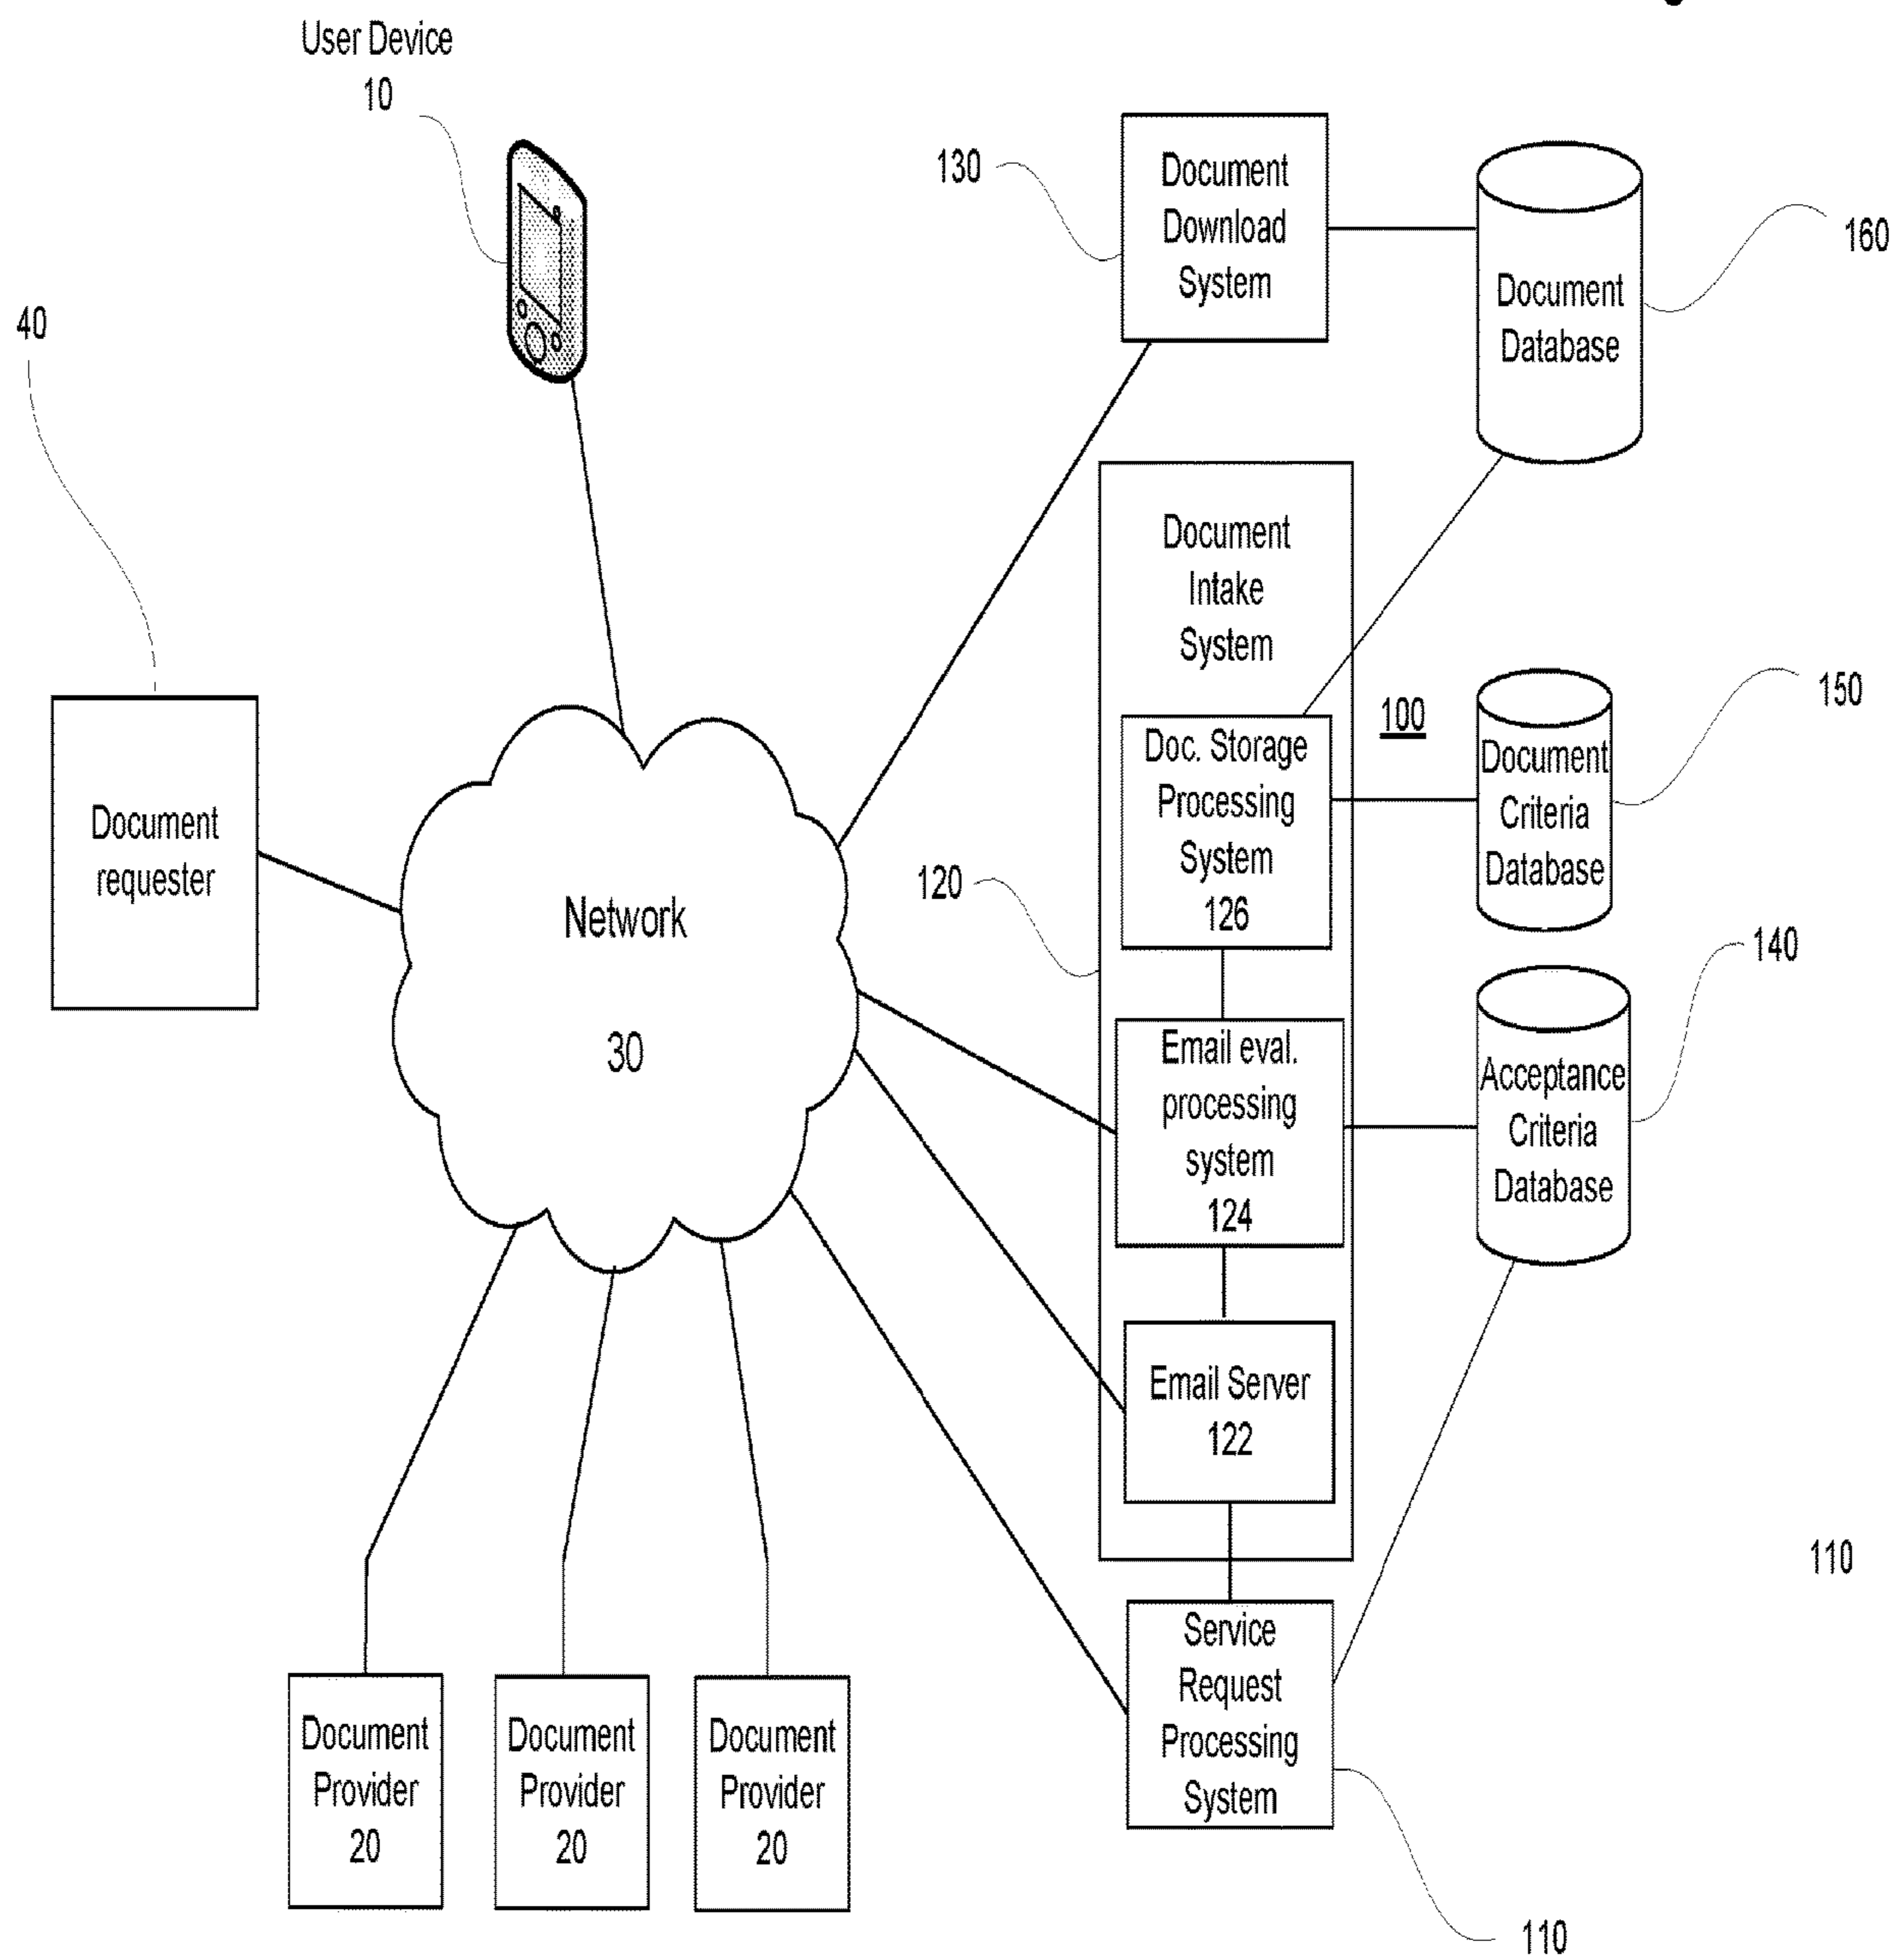 User Device
10
130
Document
Download
System
160
Document
Database
40
Document
Intake
System
100
150
Doc. Storage
Processing
System
126
Document
Criteria
Database
Document
requester
120
Network
30
140
Email eval.
processing
system
124
Acceptance
Criteria
Database
Email Server
122
110
Service
Request
Processing
System
Document
Provider
20
Document
Provider
20
Document
Provider
20
110